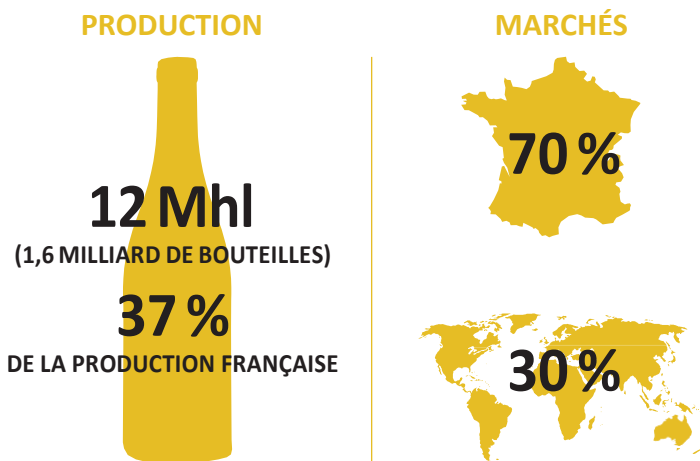 PRODUCTION
12 Mhl
(1,6 MILLIARD DE BOUTEILLES)
37 %
DE LA PRODUCTION FRANÇAISE
MARCHÉS
70 %
30 %